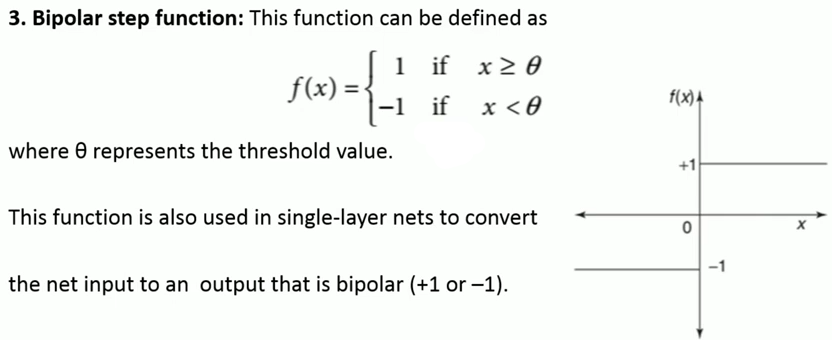 3. Bipolar step function: This function can be defined as
f(x) = { 1 if x ≥ θ
−1 if x < θ
where θ represents the threshold value.
This function is also used in single-layer nets to convert
the net input to an output that is bipolar (+1 or –1).
f(x)
+1
0
x
−1